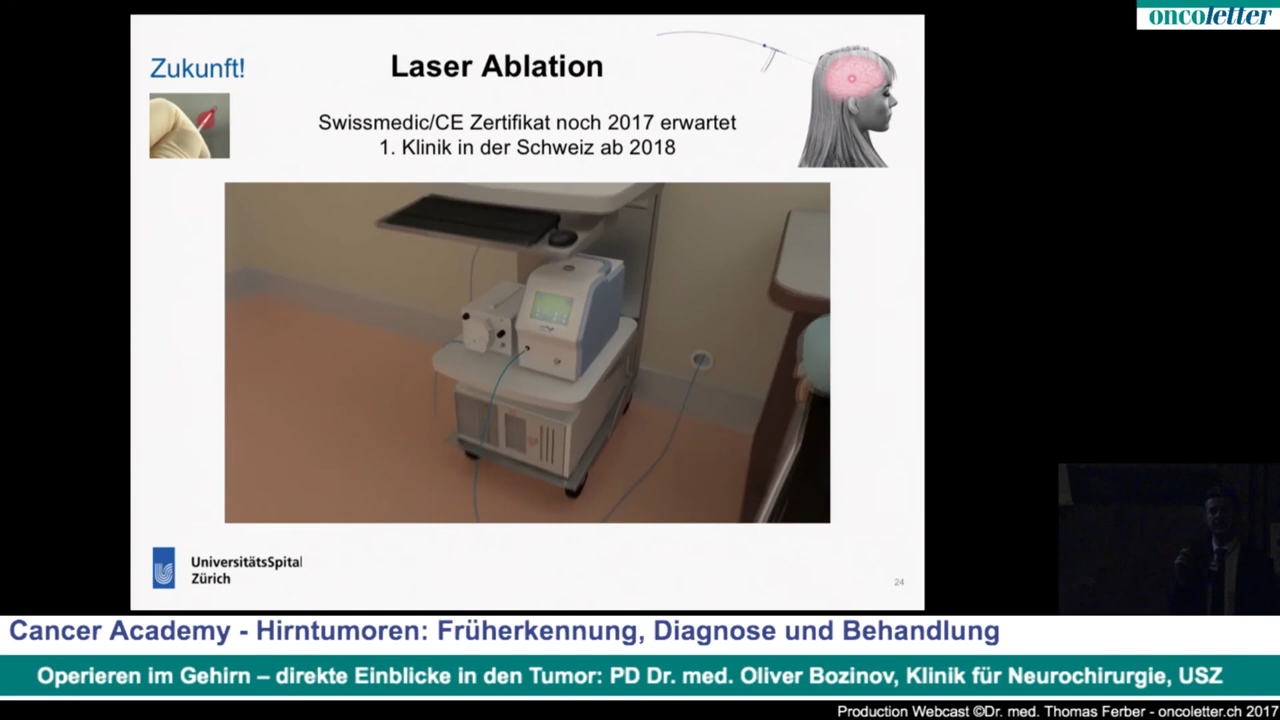 oncoletter
Zukunft!
Laser Ablation
Swissmedic/CE Zertifikat noch 2017 erwartet
1. Klinik in der Schweiz ab 2018
UniversitätsSpital
Zürich
24
Cancer Academy - Hirntumoren: Früherkennung, Diagnose und Behandlung
Operieren im Gehirn – direkte Einblicke in den Tumor: PD Dr. med. Oliver Bozinov, Klinik für Neurochirurgie, USZ
Production Webcast ©Dr. med. Thomas Ferber - oncoletter.ch 2017